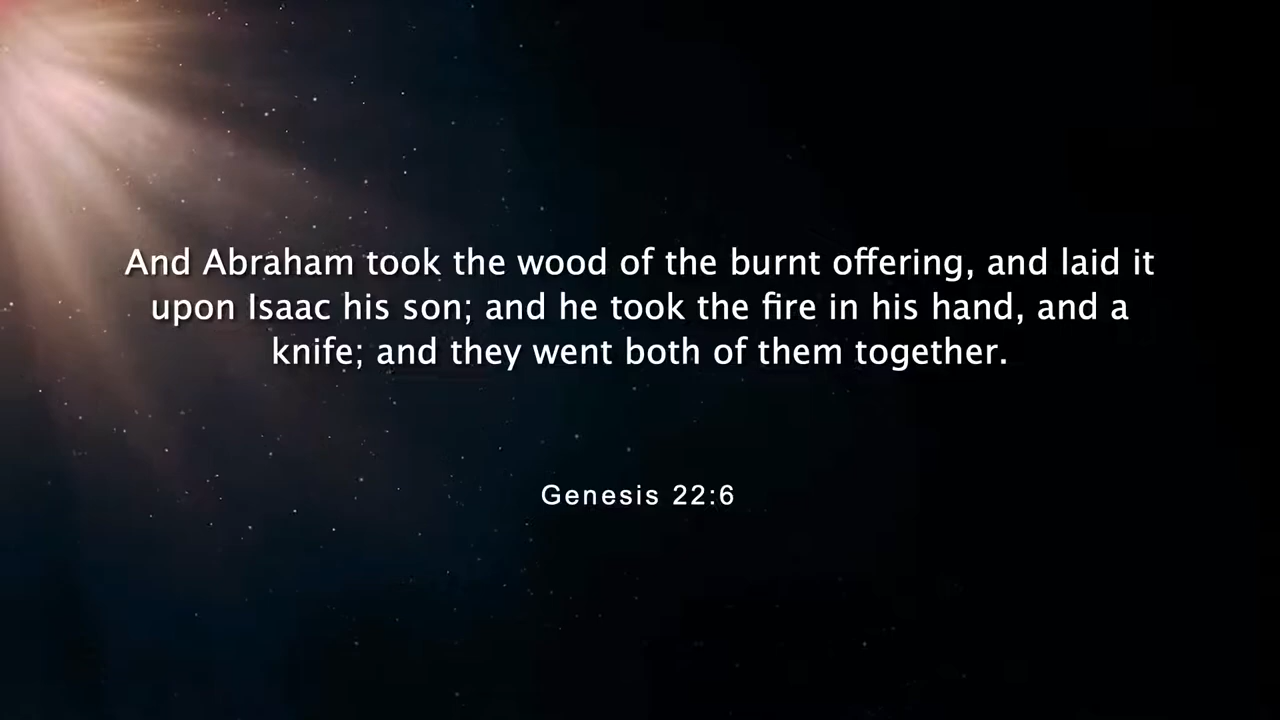 And Abraham took the wood of the burnt offering, and laid it
upon Isaac his son; and he took the fire in his hand, and a
knife; and they went both of them together.
Genesis 22:6